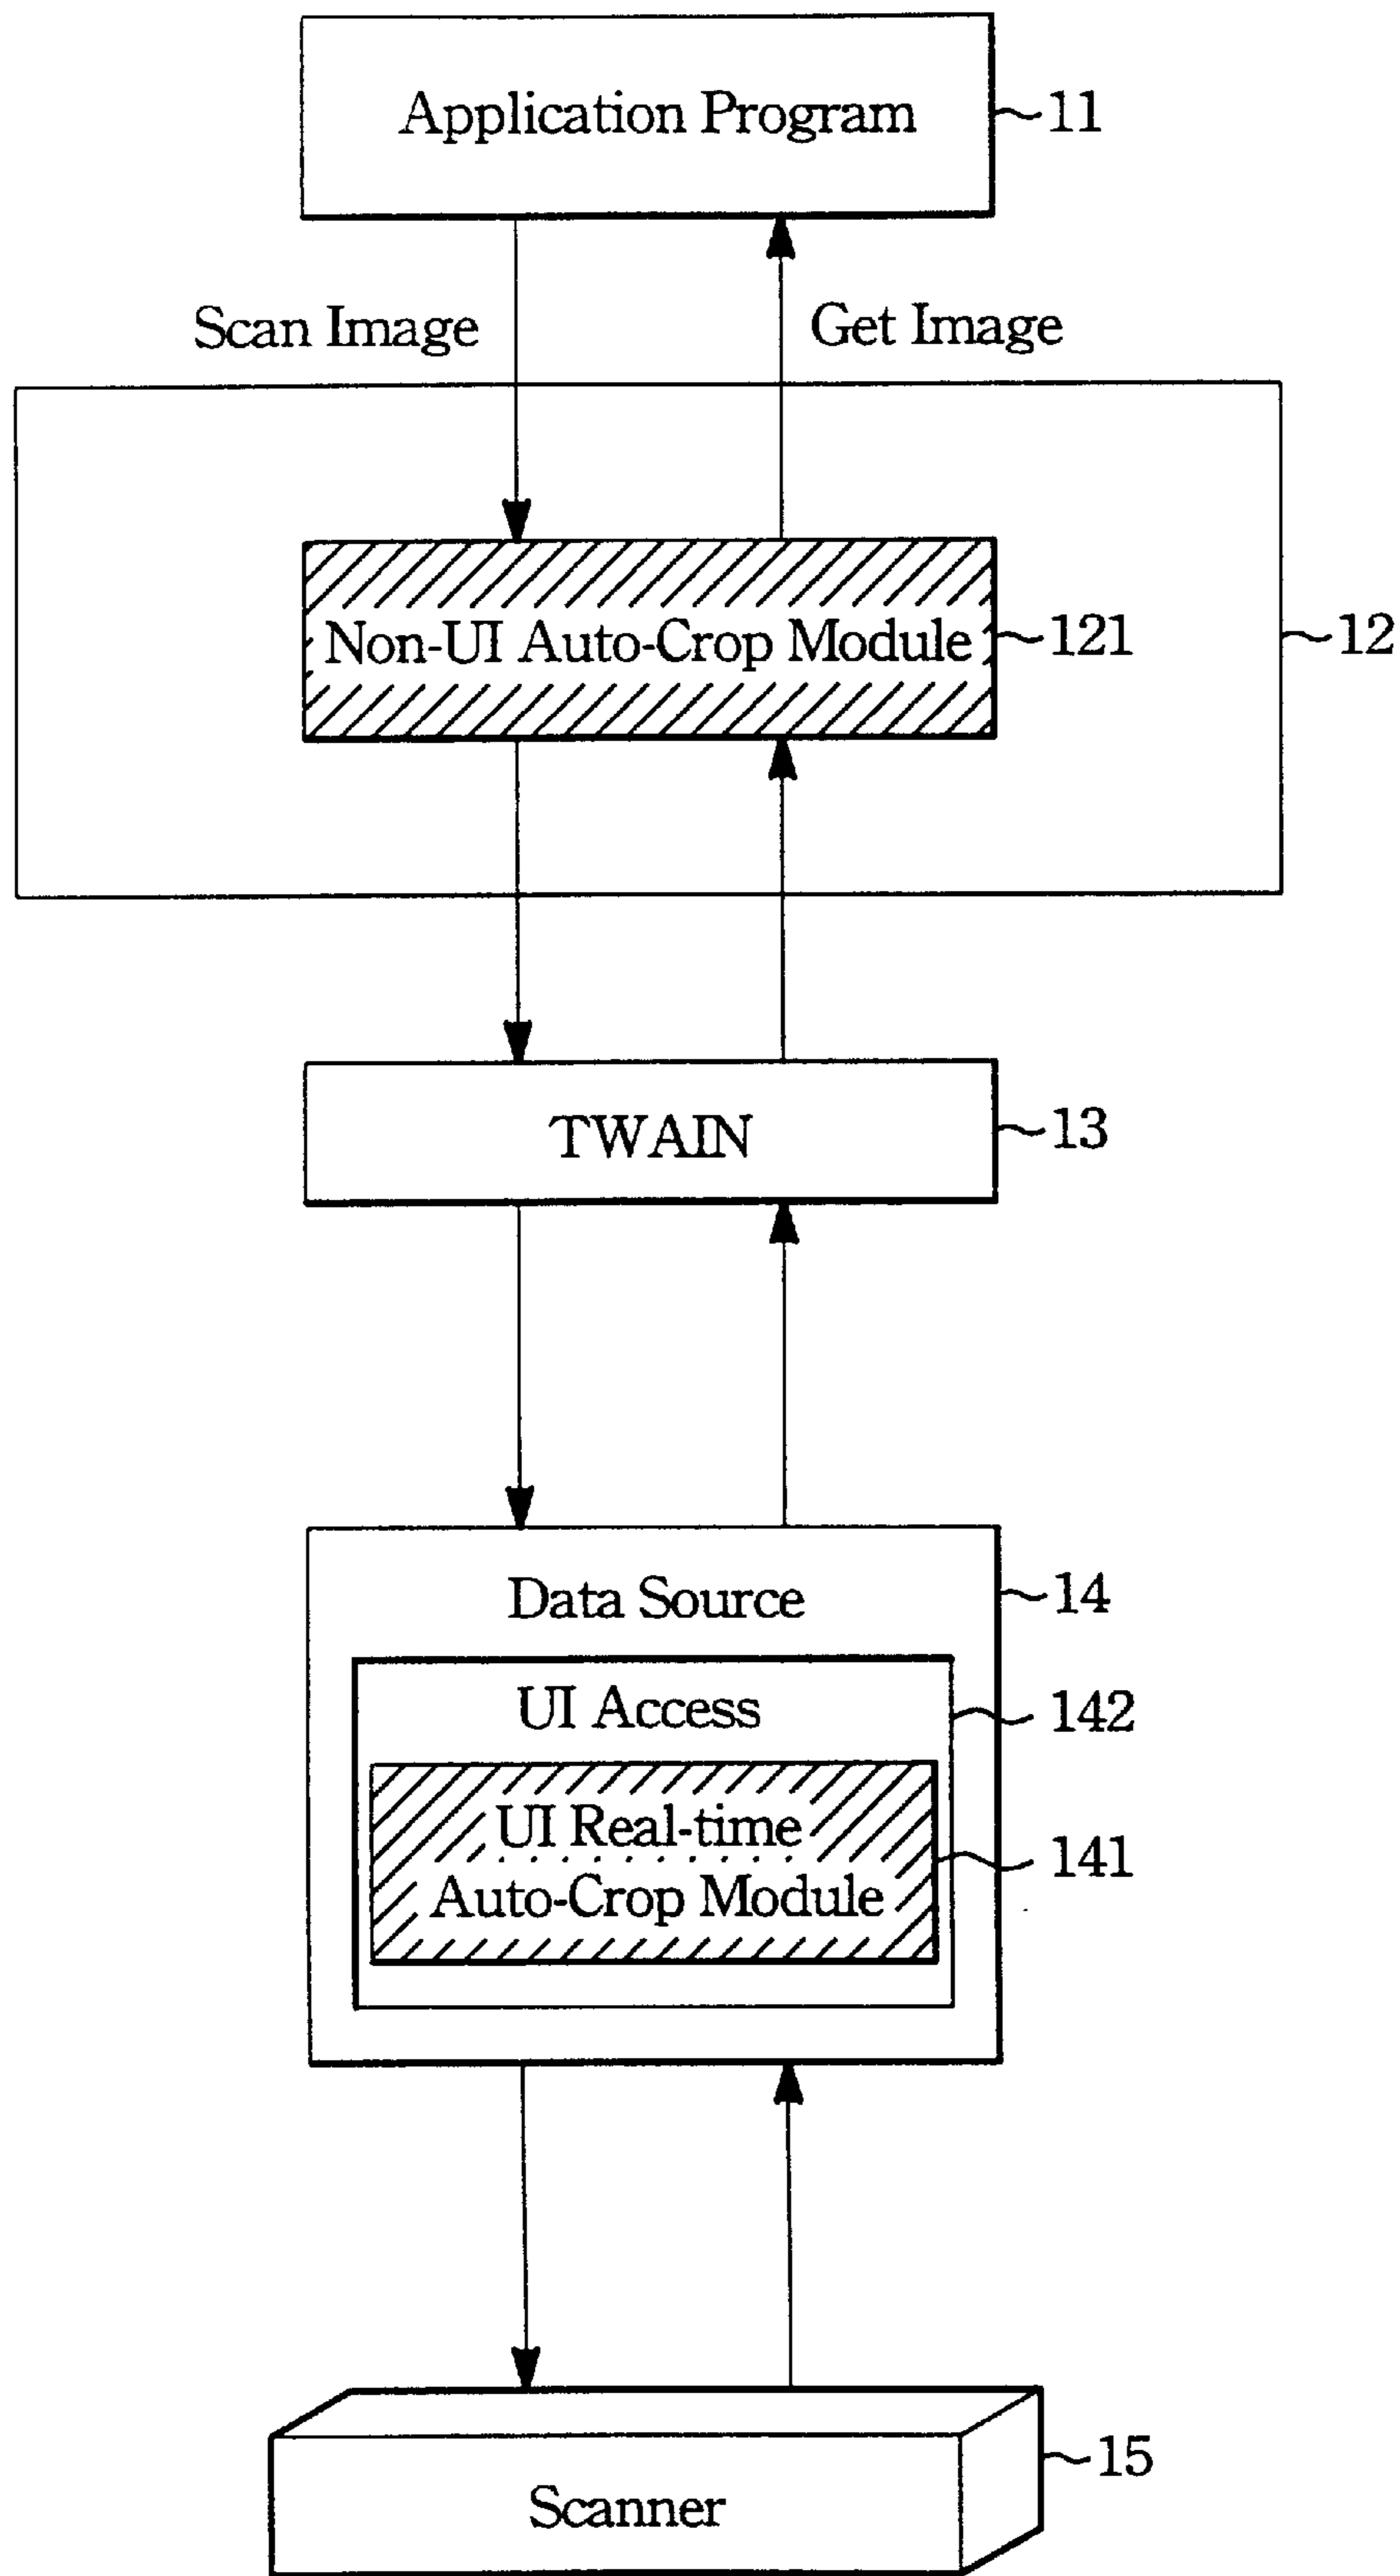 Application Program
11
Scan Image
Get Image
Non-UI Auto-Crop Module
121
12
TWAIN
13
Data Source
14
UI Access
142
UI Real-time
Auto-Crop Module
141
Scanner
15